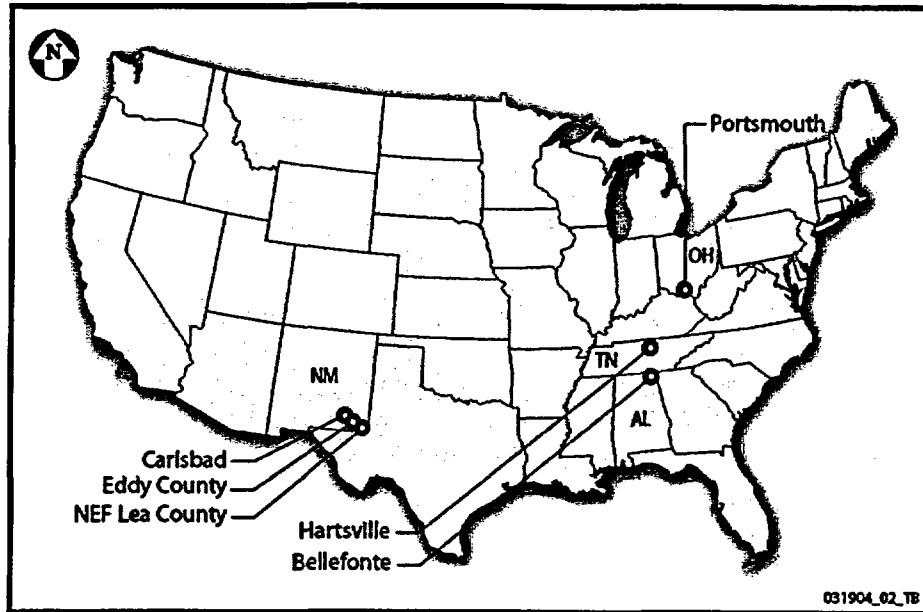 N
Portsmouth
OH
TN
NM
AL
Carlsbad
Eddy County
NEF Lea County
Hartsville
Bellefonte
031904_02_TB